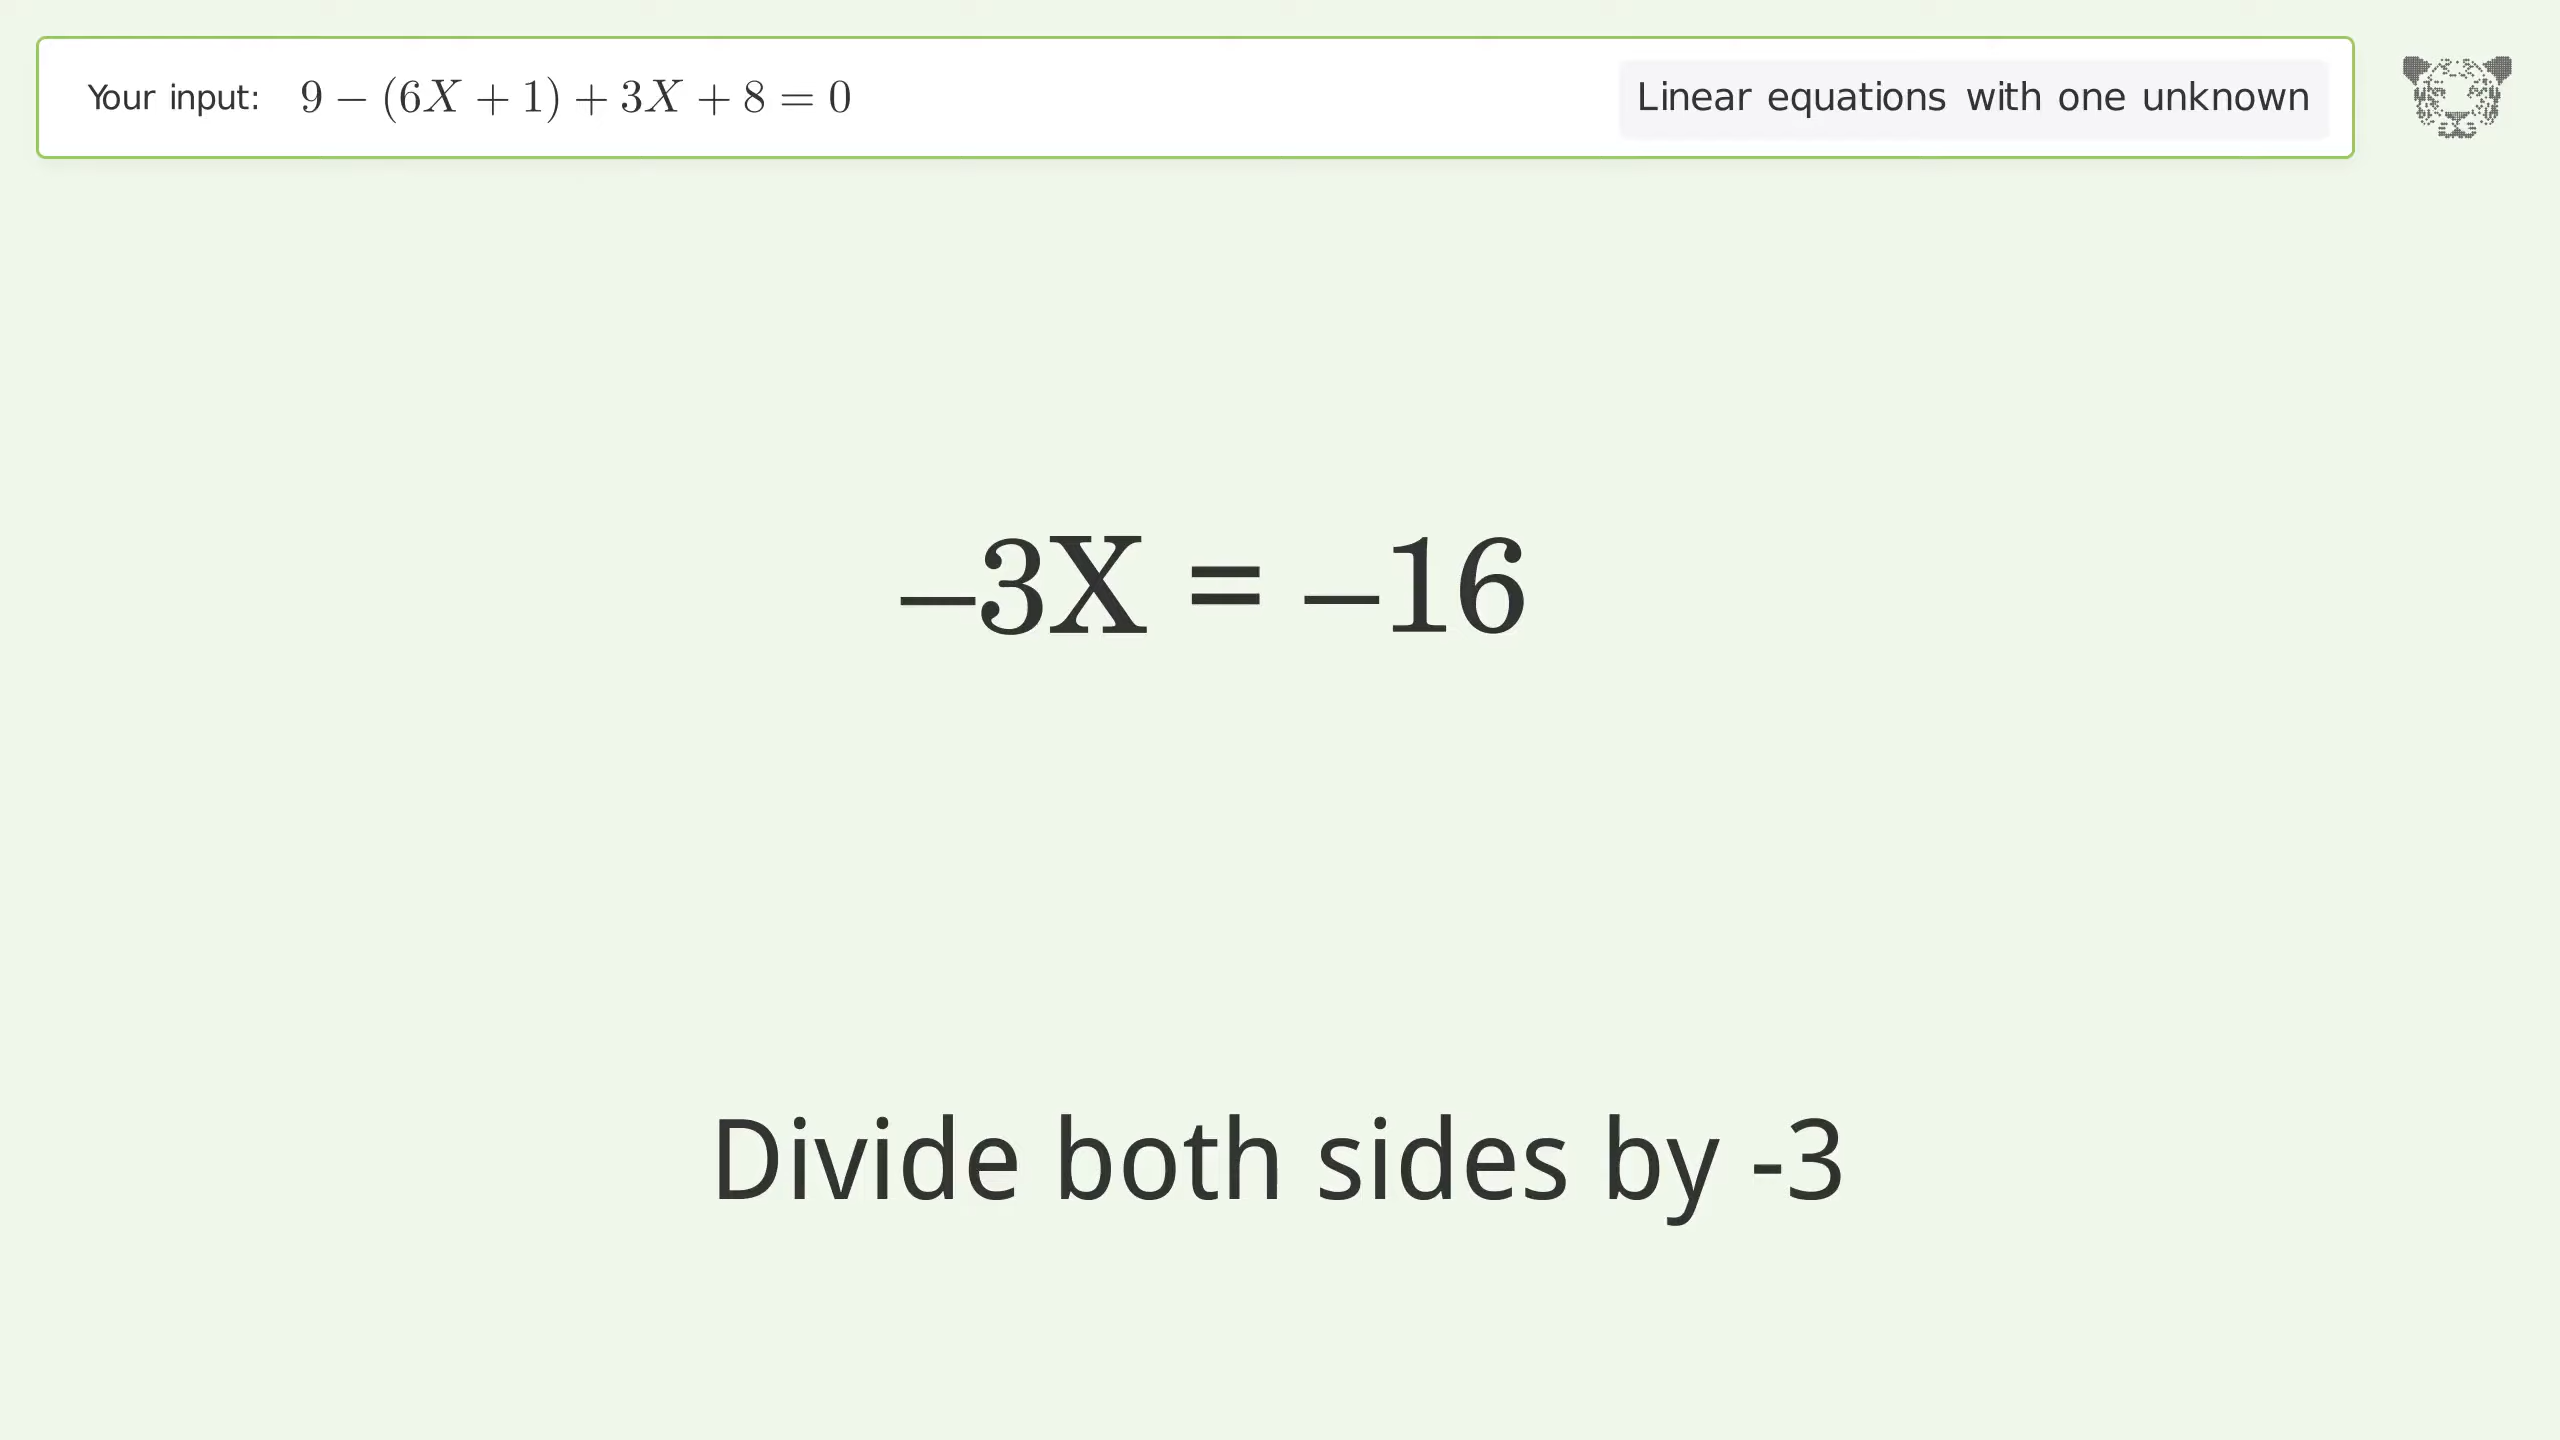 Your input: 9 − (6X + 1) + 3X + 8 = 0
Linear equations with one unknown
–3X = –16
Divide both sides by -3